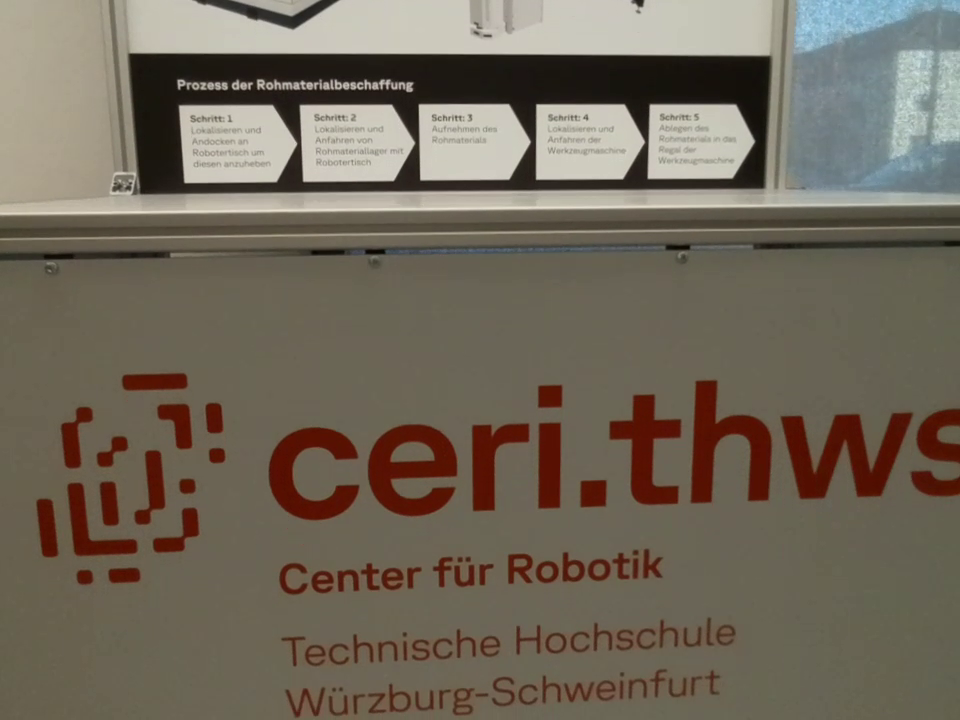 Prozess der Rohmaterialbeschaffung
Schritt: 1
Lokalisieren und
Andocken an
Robotertisch um
diesen anzuheben
Schritt: 2
Lokalisieren und
Anfahren von
Rohmateriallager mit
Robotertisch
Schritt: 3
Aufnehmen des
Rohmaterials
Schritt: 4
Lokalisieren und
Anfahren der
Werkzeugmaschine
Schritt: 5
Ablegen des
Rohmaterials in das
Regal der
Werkzeugmaschine
ceri.thws
Center für Robotik
Technische Hochschule
Würzburg-Schweinfurt